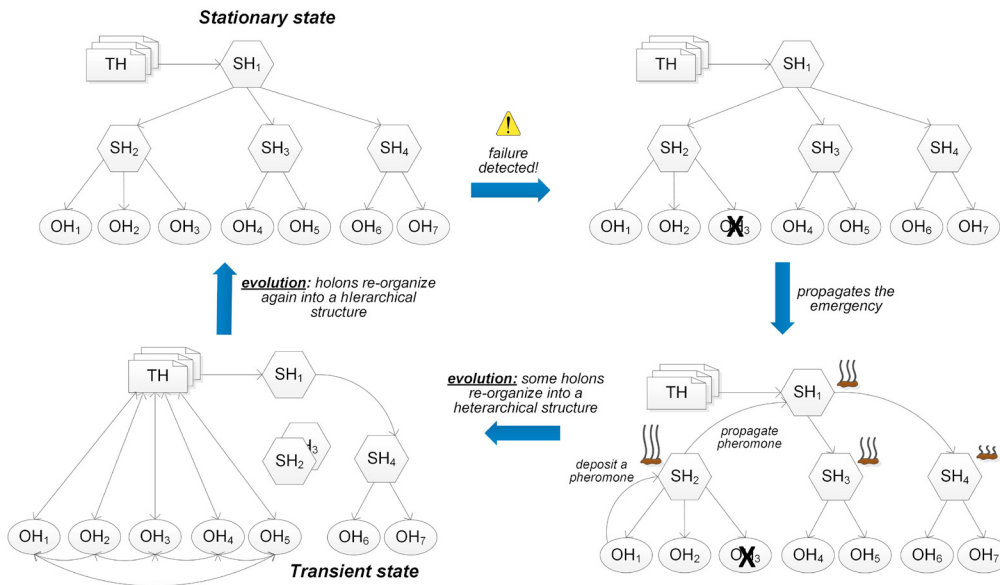 Stationary state
TH
SH₁
SH₂
SH₃
SH₄
OH₁
OH₂
OH₃
OH₄
OH₅
OH₆
OH₇
!
failure
detected!
TH
SH₁
SH₂
SH₃
SH₄
OH₁
OH₂
X
OH₄
OH₅
OH₆
OH₇
propagates the
emergency
TH
SH₁
propagate
pheromone
deposit a
pheromone
SH₂
SH₃
SH₄
OH₁
OH₂
X
OH₄
OH₅
OH₆
OH₇
evolution: some holons
re-organize into a
heterarchical structure
TH
SH₁
SH₂
SH₄
OH₁
OH₂
OH₃
OH₄
OH₅
OH₆
OH₇
Transient state
evolution: holons re-organize
again into a hIerarchical
structure